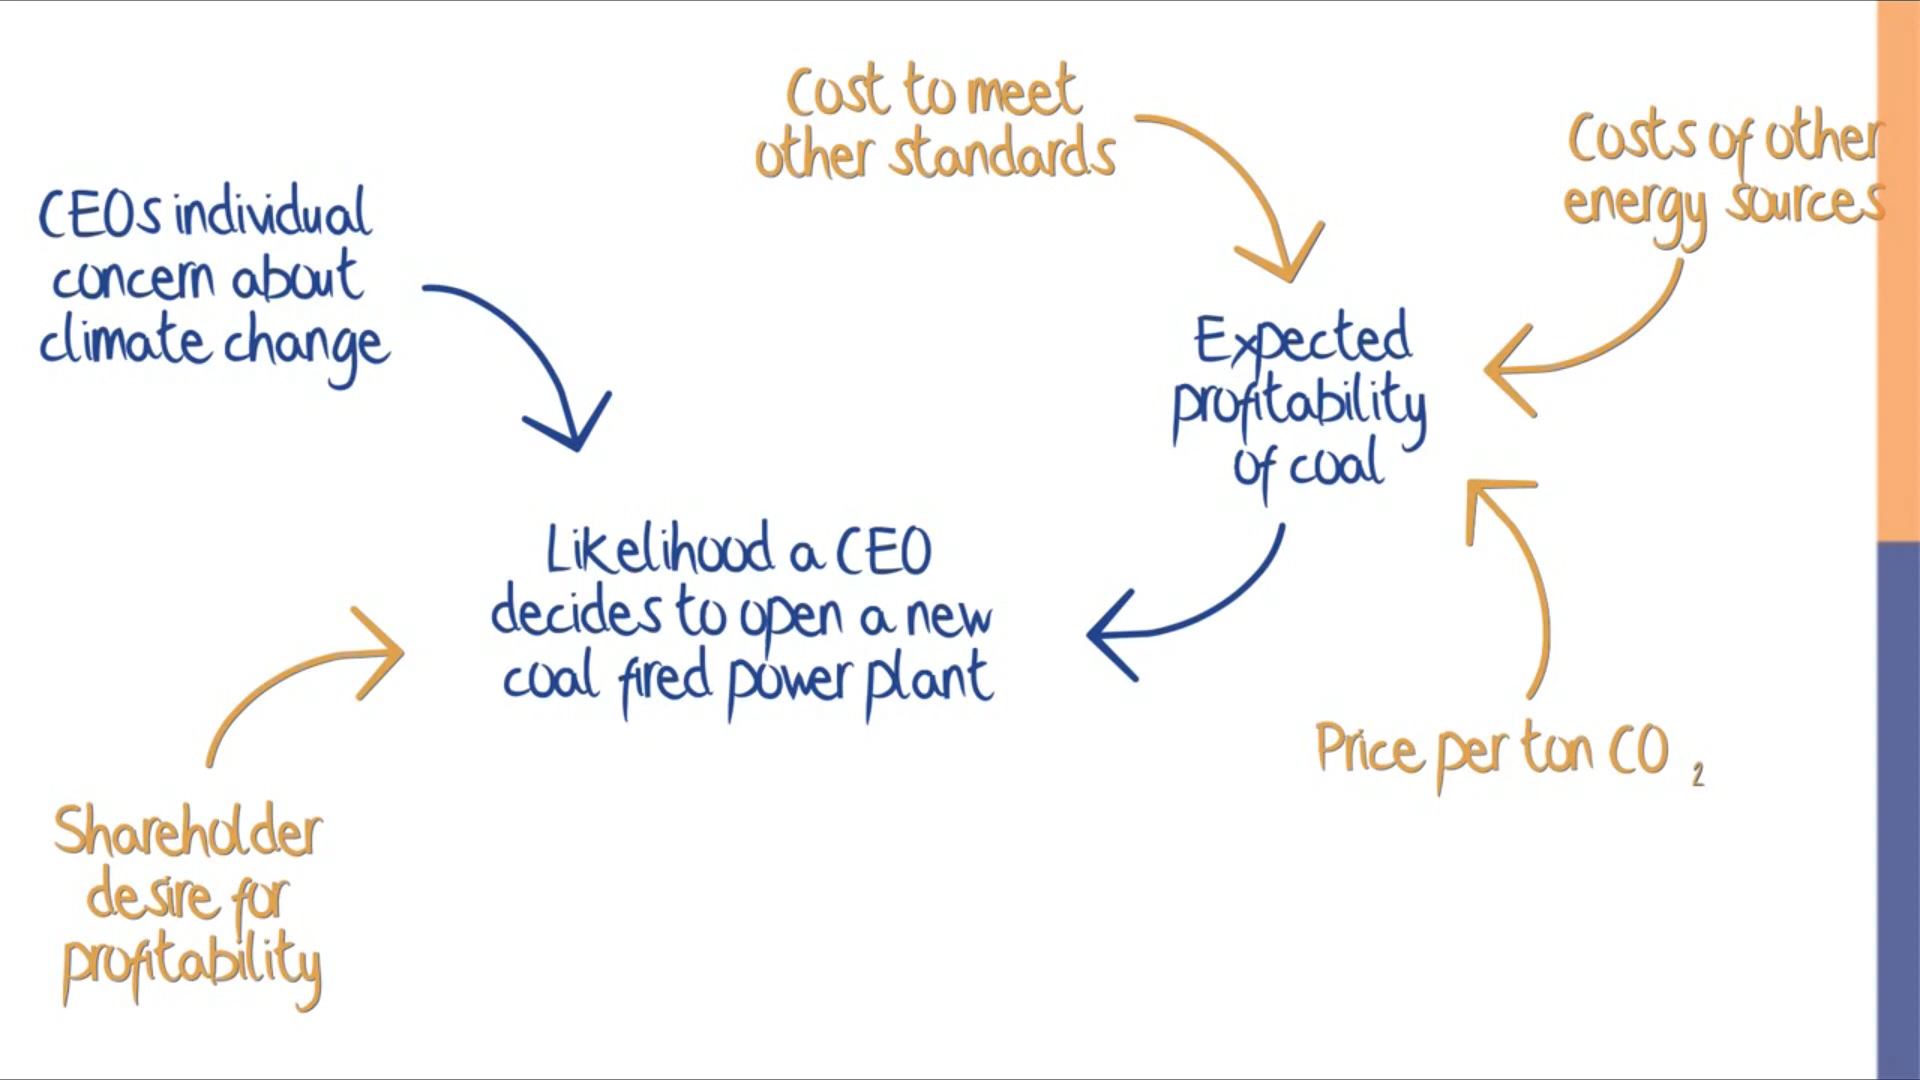 Cost to meet
other standards
Costs of other
energy sources
CEOs individual
concern about
climate change
Expected
profitability
of coal
Likelihood a CEO
decides to open a new
coal fired power plant
Price per ton CO 2
Shareholder
desire for
profitability